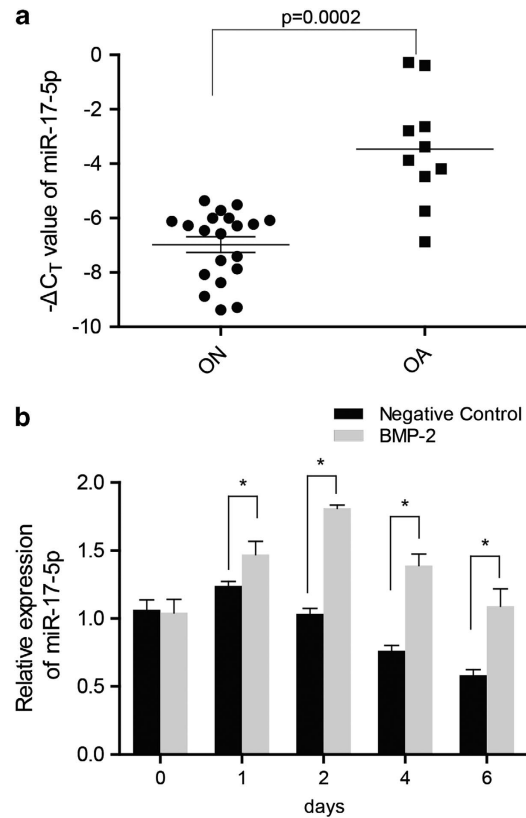 a
p=0.0002
-ΔCT value of miR-17-5p
0
-2
-4
-6
-8
-10
ON
OA
b
Negative Control
BMP-2
Relative expression
of miR-17-5p
2.0
1.5
1.0
0.5
0.0
*
*
*
*
0 1 2 4 6
days